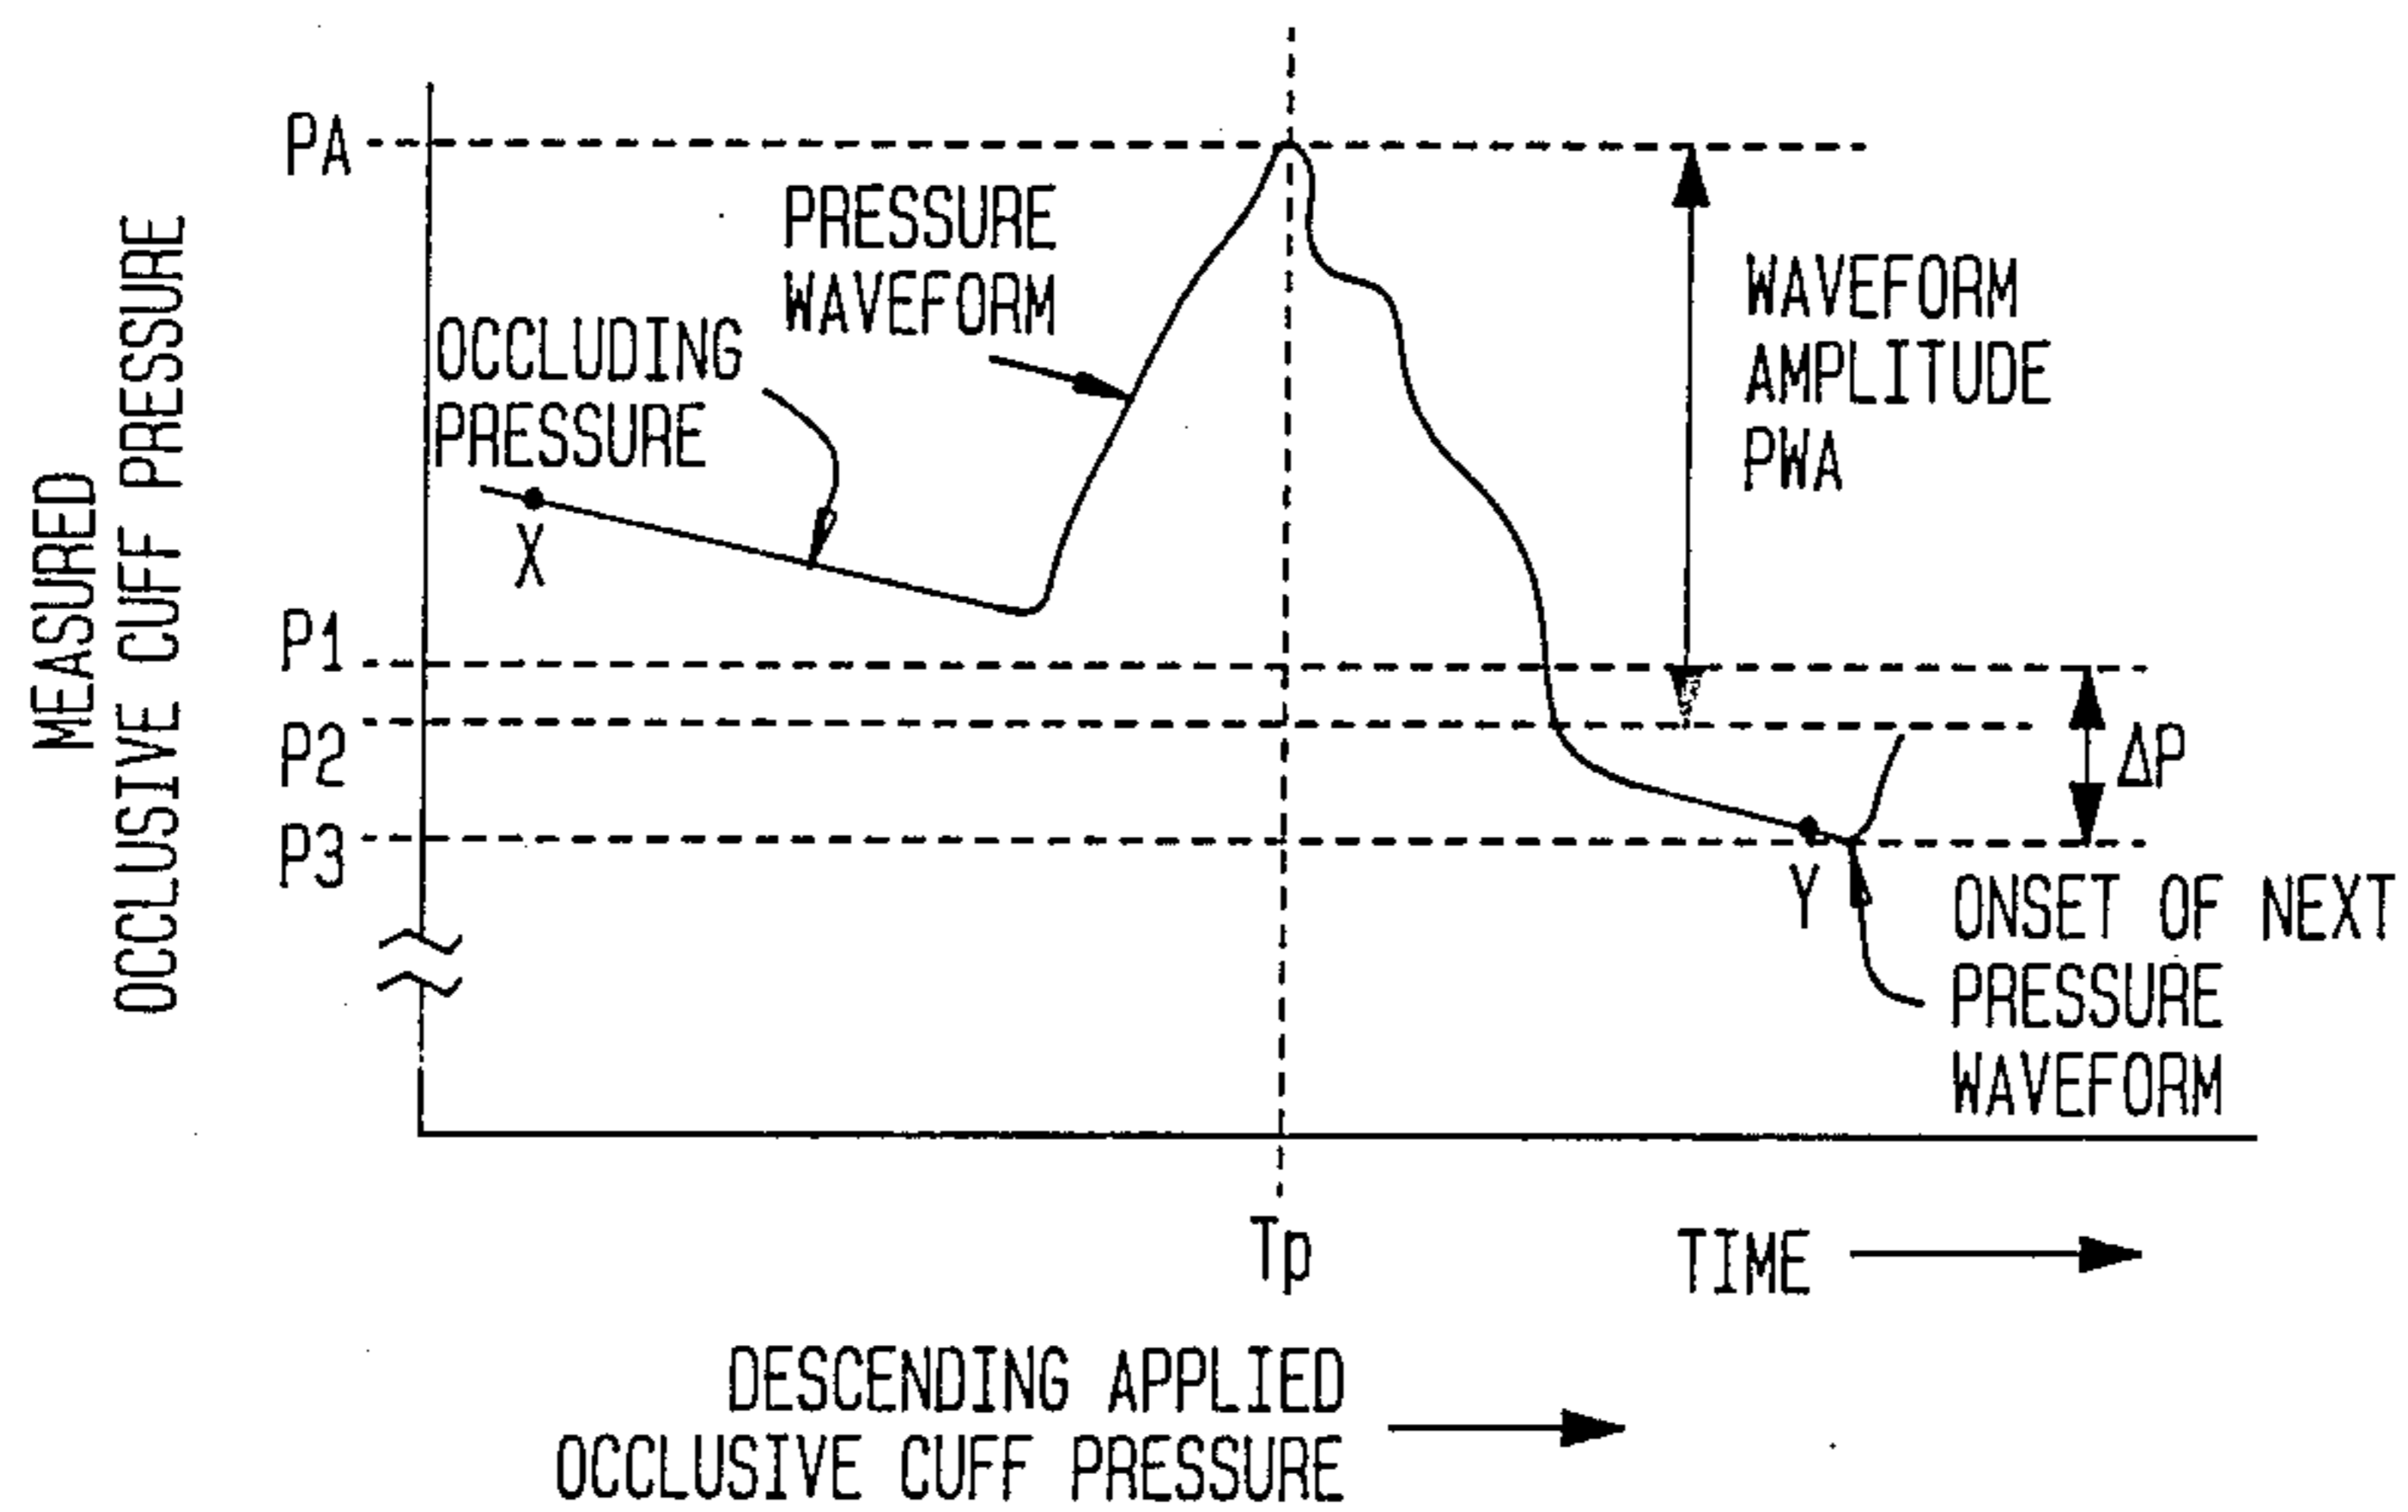 MEASURED
OCCLUSIVE CUFF PRESSURE
PA
PRESSURE
WAVEFORM
OCCLUDING
PRESSURE
WAVEFORM
AMPLITUDE
PWA
X
P1
P2
ΔP
P3
Y
ONSET OF NEXT
PRESSURE
WAVEFORM
Tp
TIME
DESCENDING APPLIED
OCCLUSIVE CUFF PRESSURE